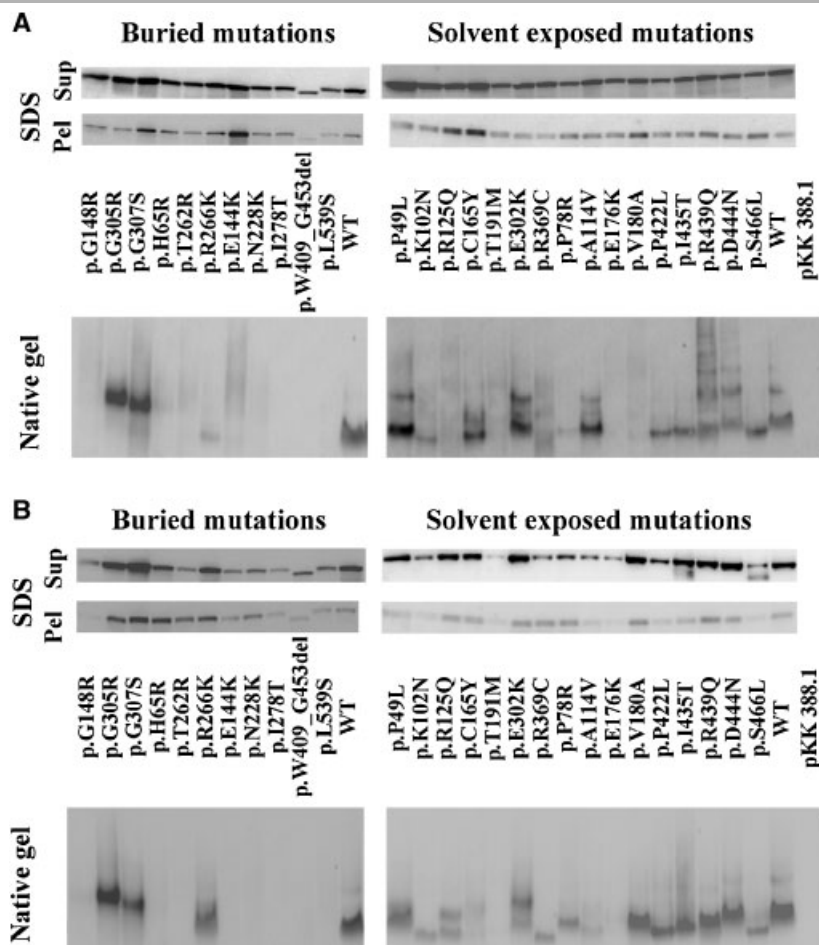 A
Buried mutations
Solvent exposed mutations
SDS
Sup
Pel
p.G148R
p.G305R
p.G307S
p.H65R
p.T262R
p.R266K
p.E144K
p.N228K
p.I278T
p.W409_G453del
p.L539S
WT
p.P49L
p.K102N
p.R125Q
p.C165Y
p.T191M
p.E302K
p.R369C
p.P78R
p.A114V
p.E176K
p.V180A
p.P422L
p.I435T
p.R439Q
p.D444N
p.S466L
WT
pKK 388.1
Native gel
B
Buried mutations
Solvent exposed mutations
SDS
Sup
Pel
p.G148R
p.G305R
p.G307S
p.H65R
p.T262R
p.R266K
p.E144K
p.N228K
p.I278T
p.W409_G453del
p.L539S
WT
p.P49L
p.K102N
p.R125Q
p.C165Y
p.T191M
p.E302K
p.R369C
p.P78R
p.A114V
p.E176K
p.V180A
p.P422L
p.I435T
p.R439Q
p.D444N
p.S466L
WT
pKK 388.1
Native gel